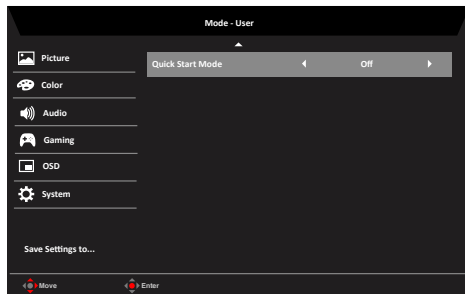 Mode - User
Picture
Quick Start Mode Off
Color
Audio
Gaming
OSD
System
Save Settings to...
Move Enter